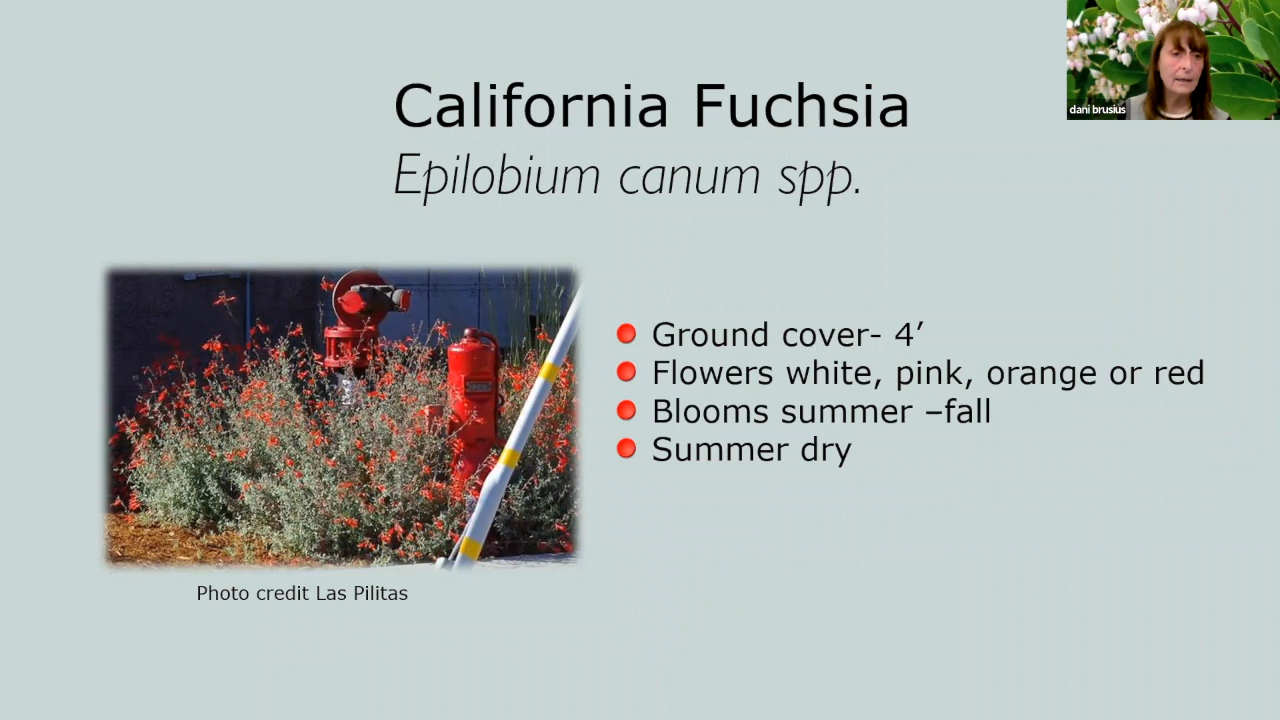 California Fuchsia
Epilobium canum spp.
dani brusius
Ground cover- 4’
Flowers white, pink, orange or red
Blooms summer –fall
Summer dry
Photo credit Las Pilitas